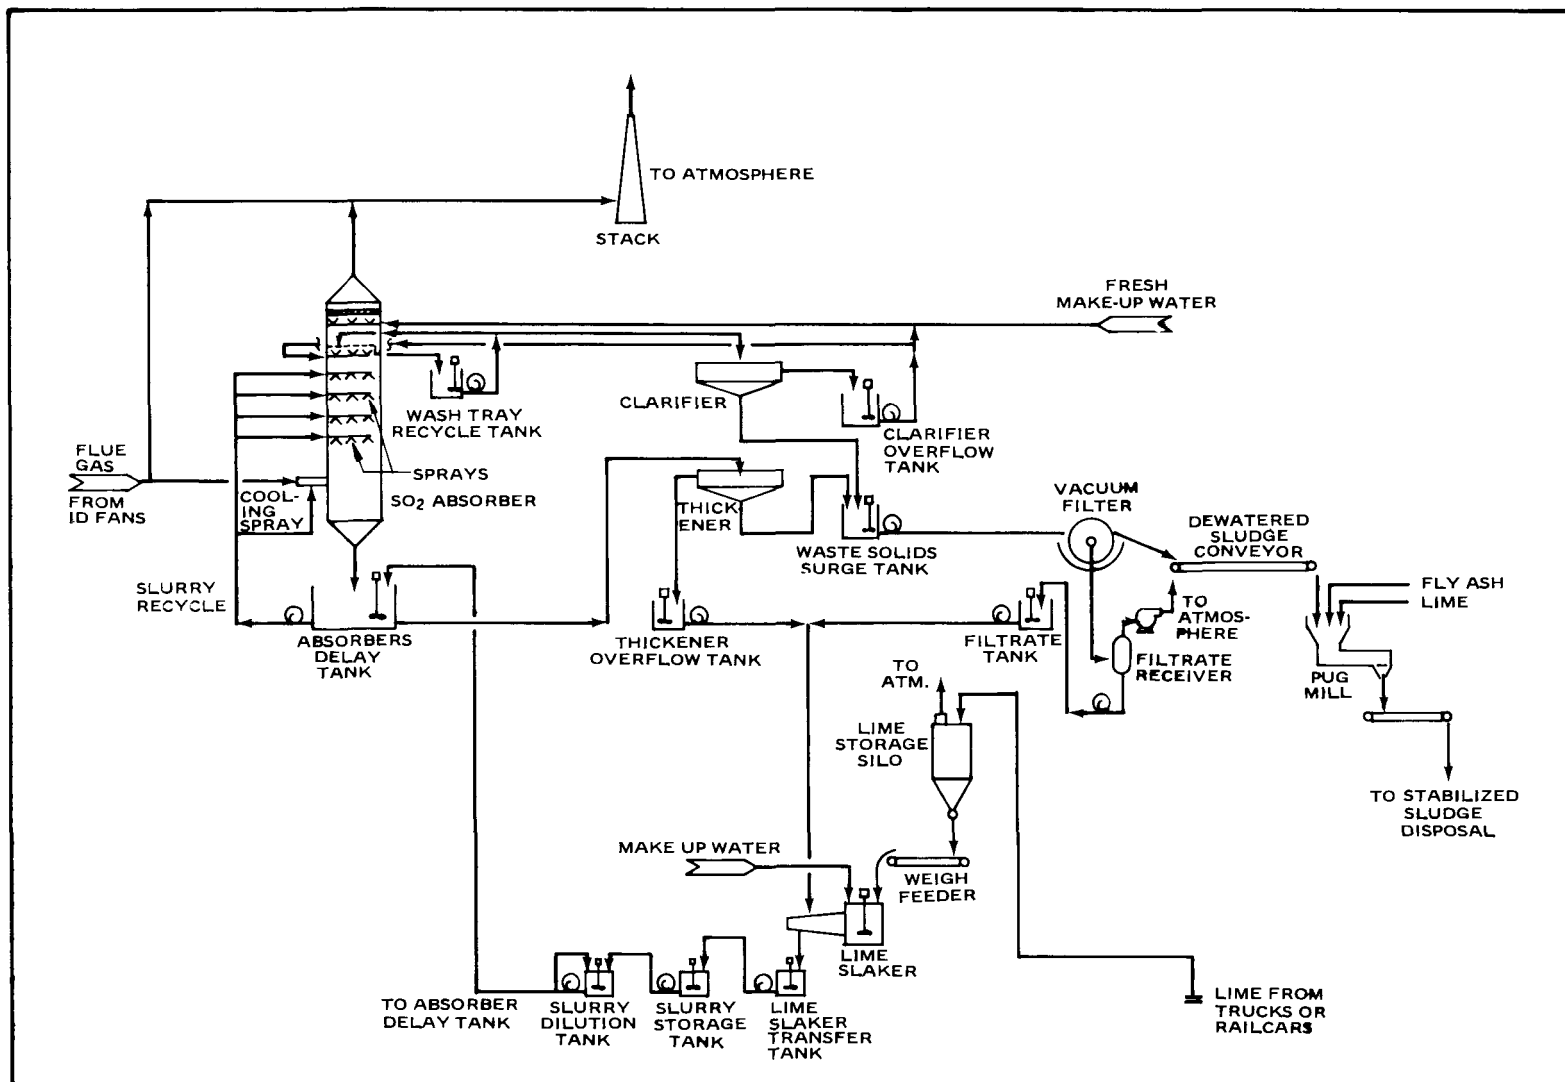 TO ATMOSPHERE
STACK
FRESH
MAKE-UP WATER
WASH TRAY
RECYCLE TANK
CLARIFIER
CLARIFIER
OVERFLOW
TANK
FLUE
GAS
FROM
ID FANS
SPRAYS
SO2 ABSORBER
COOL-
ING
SPRAY
THICK-
ENER
WASTE SOLIDS
SURGE TANK
VACUUM
FILTER
DEWATERED
SLUDGE
CONVEYOR
SLURRY
RECYCLE
ABSORBERS
DELAY
TANK
THICKENER
OVERFLOW TANK
FILTRATE
TANK
TO
ATMOS-
PHERE
FILTRATE
RECEIVER
FLY ASH
LIME
PUG
MILL
TO
ATM.
LIME
STORAGE
SILO
TO STABILIZED
SLUDGE
DISPOSAL
MAKE UP WATER
WEIGH
FEEDER
LIME
SLAKER
TO ABSORBER
DELAY TANK
SLURRY
DILUTION
TANK
SLURRY
STORAGE
TANK
LIME
SLAKER
TRANSFER
TANK
LIME FROM
TRUCKS OR
RAILCARS